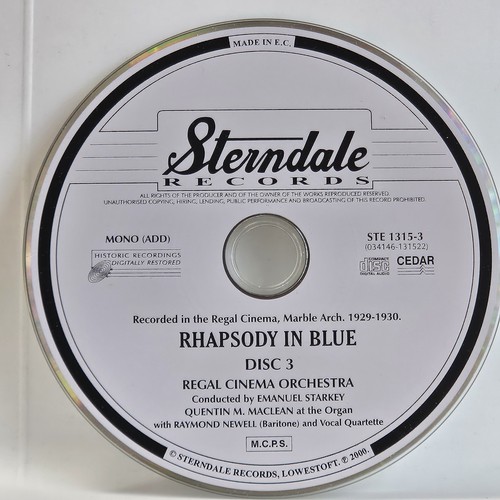 MADE IN E.C.
Sterndale
RECORDS
ALL RIGHTS OF THE PRODUCER AND OF THE OWNER OF THE WORKS REPRODUCED RESERVED.
UNAUTHORISED COPYING, HIRING, LENDING, PUBLIC PERFORMANCE AND BROADCASTING OF THIS RECORD PROHIBITED.
MONO (ADD)
STE 1315-3
(034146-131522)
HISTORIC RECORDINGS
DIGITALLY RESTORED
COMPACT
disc
DIGITAL AUDIO
CEDAR
Recorded in the Regal Cinema, Marble Arch. 1929-1930.
RHAPSODY IN BLUE
DISC 3
REGAL CINEMA ORCHESTRA
Conducted by EMANUEL STARKEY
QUENTIN M. MACLEAN at the Organ
with RAYMOND NEWELL (Baritone) and Vocal Quartette
M.C.P.S.
© STERNDALE RECORDS, LOWESTOFT. ℗ 2000.